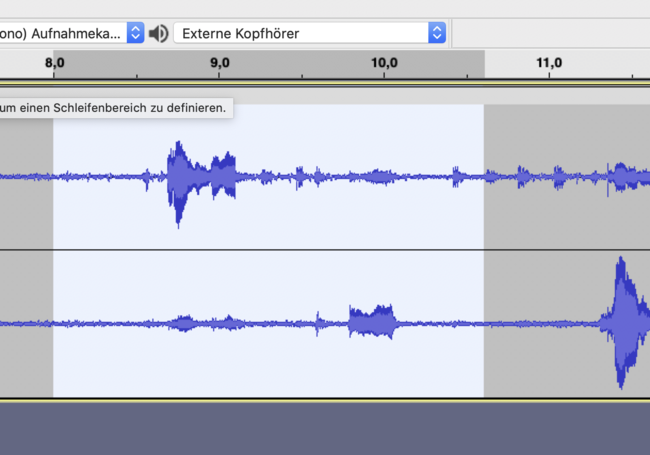 ono) Aufnahmeka... Externe Kopfhörer
8,0 9,0 10,0 11,0
um einen Schleifenbereich zu definieren.